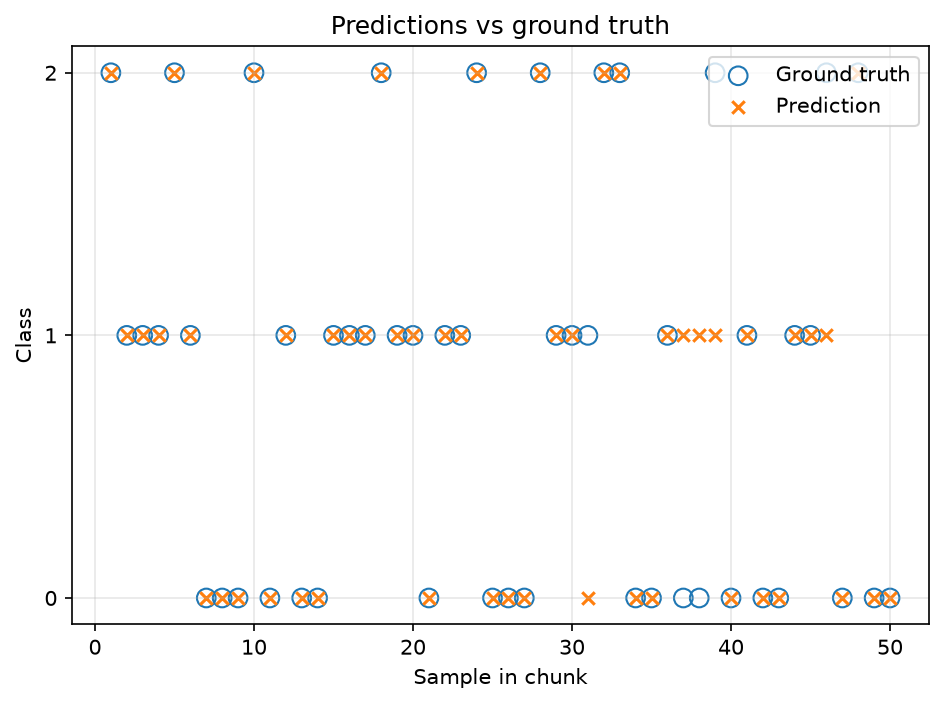 Predictions vs ground truth
Ground truth
Prediction
Class
2
1
0
0 10 20 30 40 50
Sample in chunk